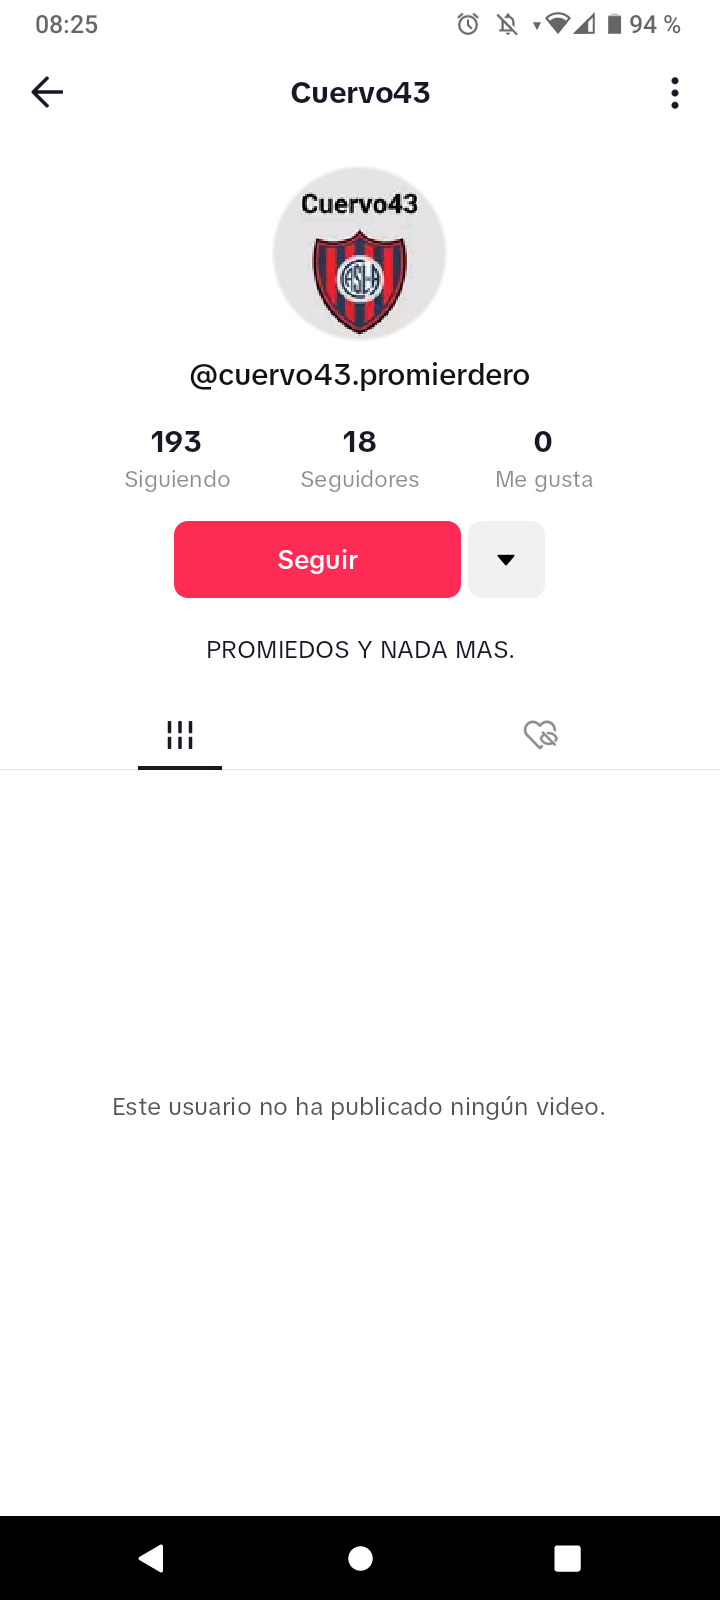 08:25
94 %
Cuervo43
Cuervo43
CASLA
@cuervo43.promierdero
193 18 0
Siguiendo Seguidores Me gusta
Seguir
PROMIEDOS Y NADA MAS.
Este usuario no ha publicado ningún video.